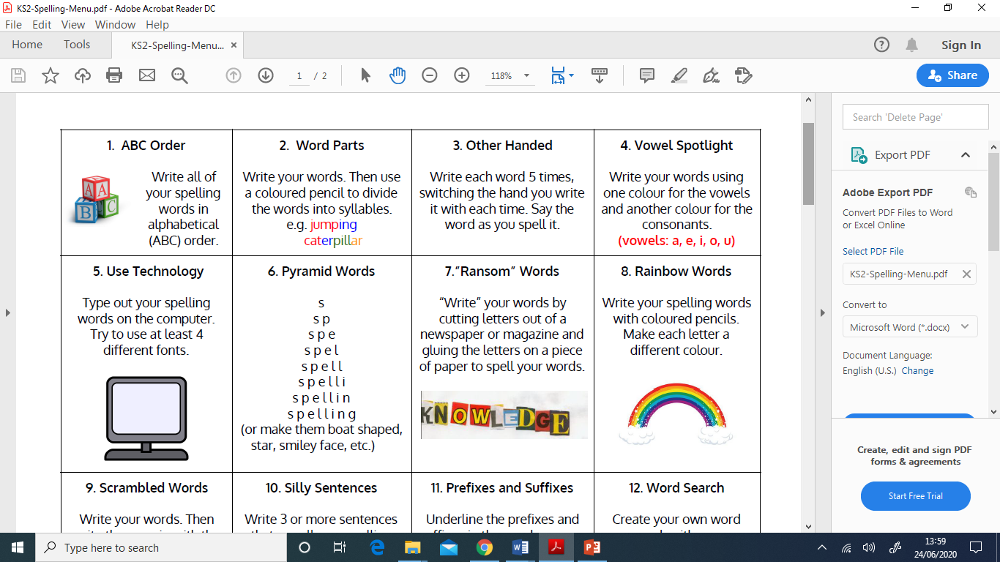 KS2-Spelling-Menu.pdf - Adobe Acrobat Reader DC
File Edit View Window Help
Home Tools KS2-Spelling-Menu... × Sign In
1 / 2 118% Share
1. ABC Order
Write all of
your spelling
words in
alphabetical
(ABC) order.
A A B C
2. Word Parts
Write your words. Then use
a coloured pencil to divide
the words into syllables.
e.g. jumping
caterpillar
3. Other Handed
Write each word 5 times,
switching the hand you write
it with each time. Say the
word as you spell it.
4. Vowel Spotlight
Write your words using
one colour for the vowels
and another colour for the
consonants.
(vowels: a, e, i, o, u)
5. Use Technology
Type out your spelling
words on the computer.
Try to use at least 4
different fonts.
6. Pyramid Words
s
s p
s p e
s p e l
s p e l l
s p e l l i
s p e l l i n
s p e l l i n g
(or make them boat shaped,
star, smiley face, etc.)
7.”Ransom” Words
“Write” your words by
cutting letters out of a
newspaper or magazine and
gluing the letters on a piece
of paper to spell your words.
KNOWLEDGE
8. Rainbow Words
Write your spelling words
with coloured pencils.
Make each letter a
different colour.
9. Scrambled Words
Write your words. Then
10. Silly Sentences
Write 3 or more sentences
11. Prefixes and Suffixes
Underline the prefixes and
12. Word Search
Create your own word
Search 'Delete Page'
Export PDF
Adobe Export PDF
Convert PDF Files to Word
or Excel Online
Select PDF File
KS2-Spelling-Menu.pdf
Convert to
Microsoft Word (*.docx)
Document Language:
English (U.S.) Change
Create, edit and sign PDF
forms & agreements
Start Free Trial
Type here to search
13:59
24/06/2020